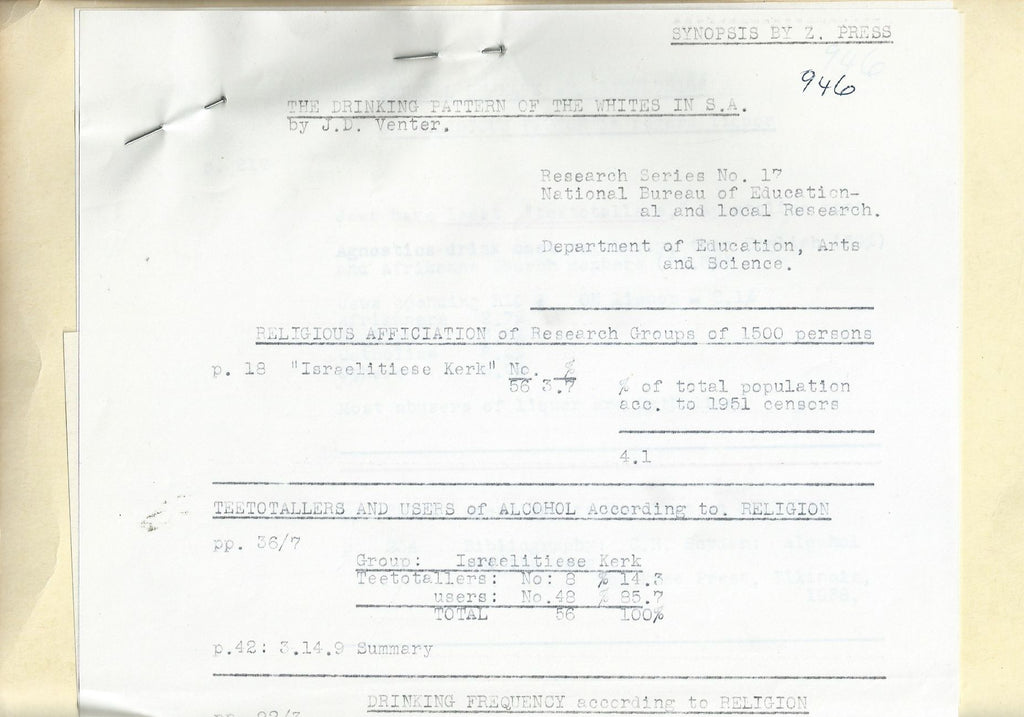 SYNOPSIS BY Z. PRESS
946
THE DRINKING PATTERN OF THE WHITES IN S.A.
by J.D. Venter.
Research Series No. 17
National Bureau of Education-
al and local Research.
Department of Education, Arts
and Science.
RELIGIOUS AFFICIATION of Research Groups of 1500 persons
p. 18 "Israelitiese Kerk" No. %
56 3.7 % of total population
acc. to 1951 censors
4.1
TEETOTALLERS AND USERS of ALCOHOL According to. RELIGION
pp. 36/7
Group: Israelitiese Kerk
Teetotallers: No: 8 % 14.3
users: No.48 % 85.7
TOTAL 56 100%
p.42: 3.14.9 Summary
DRINKING FREQUENCY according to RELIGION